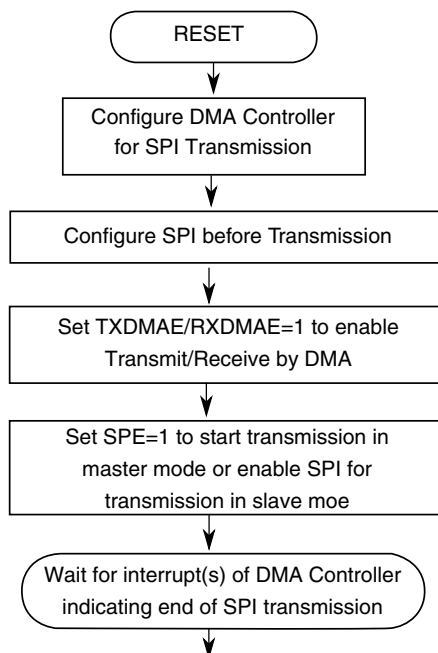 RESET
Configure DMA Controller
for SPI Transmission
Configure SPI before Transmission
Set TXDMAE/RXDMAE=1 to enable
Transmit/Receive by DMA
Set SPE=1 to start transmission in
master mode or enable SPI for
transmission in slave moe
Wait for interrupt(s) of DMA Controller
indicating end of SPI transmission